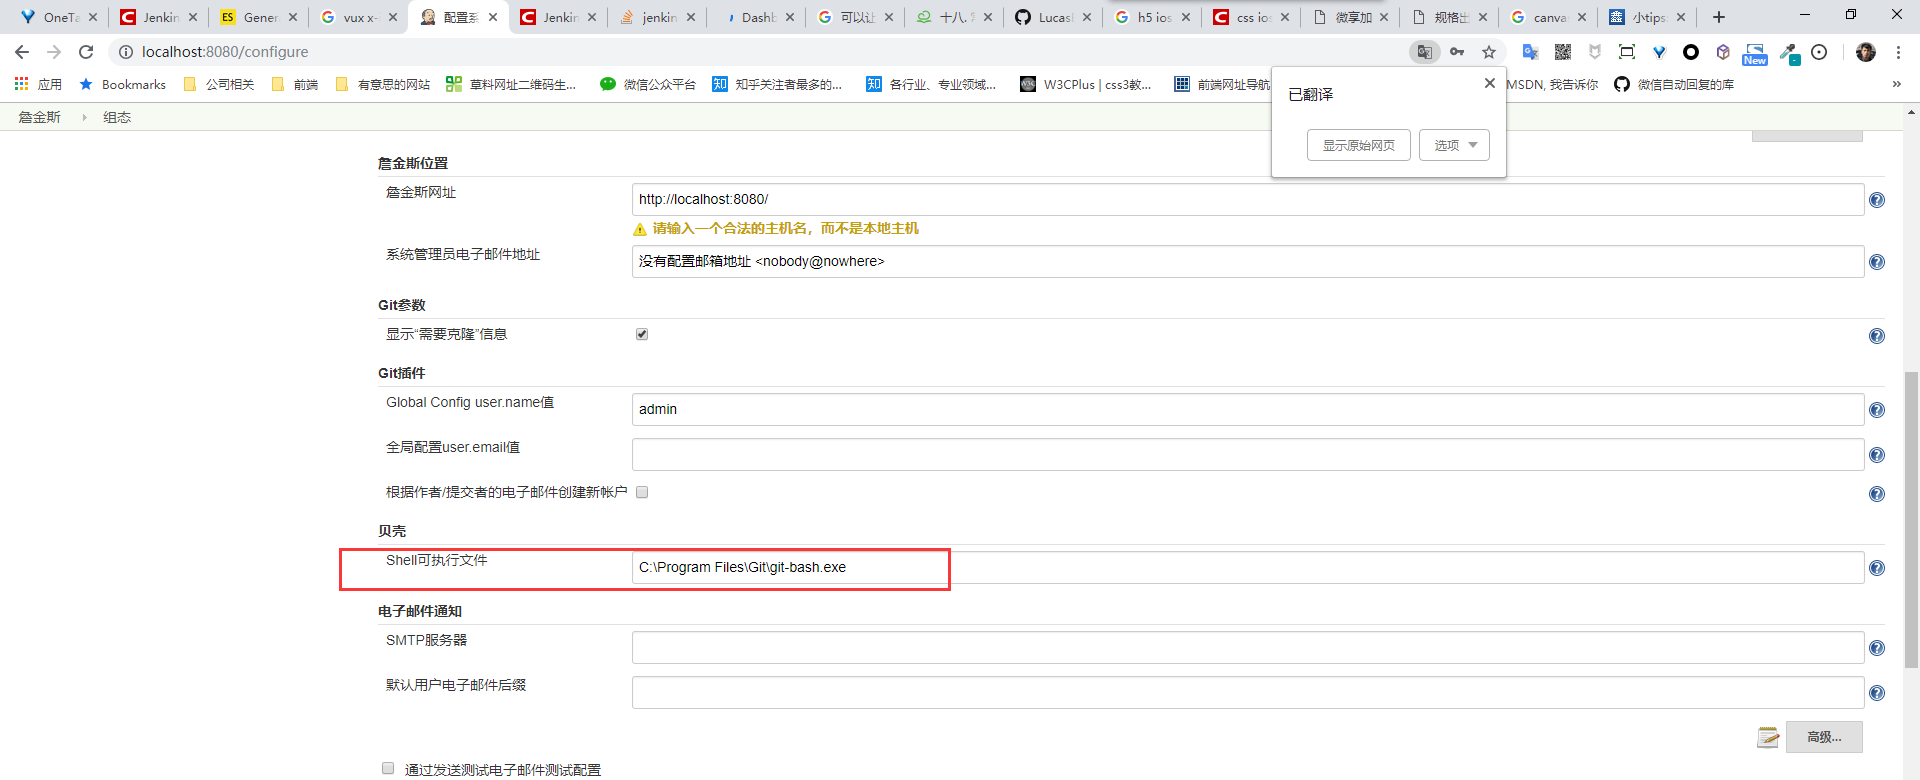 OneTa
Jenkin
Gener
vux x-
配置系
Jenkin
jenkin
Dashb
可以让
十八.
Lucas
h5 ios
css ios
微享加
规格出
canva
小tips
localhost:8080/configure
New
应用
Bookmarks
公司相关
前端
有意思的网站
草料网址二维码生...
微信公众平台
知乎关注者最多的...
各行业、专业领域...
W3CPlus | css3教...
前端网址导航
MSDN, 我告诉你
微信自动回复的库
»
已翻译
显示原始网页
选项
詹金斯
组态
詹金斯位置
詹金斯网址
http://localhost:8080/
请输入一个合法的主机名，而不是本地主机
系统管理员电子邮件地址
没有配置邮箱地址 <nobody@nowhere>
Git参数
显示“需要克隆”信息
Git插件
Global Config user.name值
admin
全局配置user.email值
根据作者/提交者的电子邮件创建新帐户
贝壳
Shell可执行文件
C:\Program Files\Git\git-bash.exe
电子邮件通知
SMTP服务器
默认用户电子邮件后缀
高级...
通过发送测试电子邮件测试配置